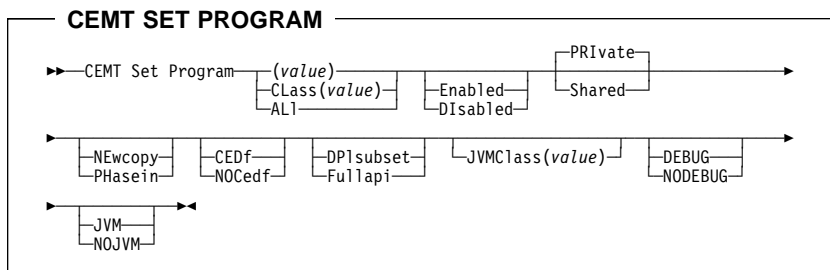 CEMT SET PROGRAM
PRIvate
CEMT Set Program (value)
CLass(value) Enabled Shared
ALl DIsabled
NEwcopy CEDf DPlsubset JVMClass(value) DEBUG
PHasein NOCedf Fullapi NODEBUG
JVM
NOJVM